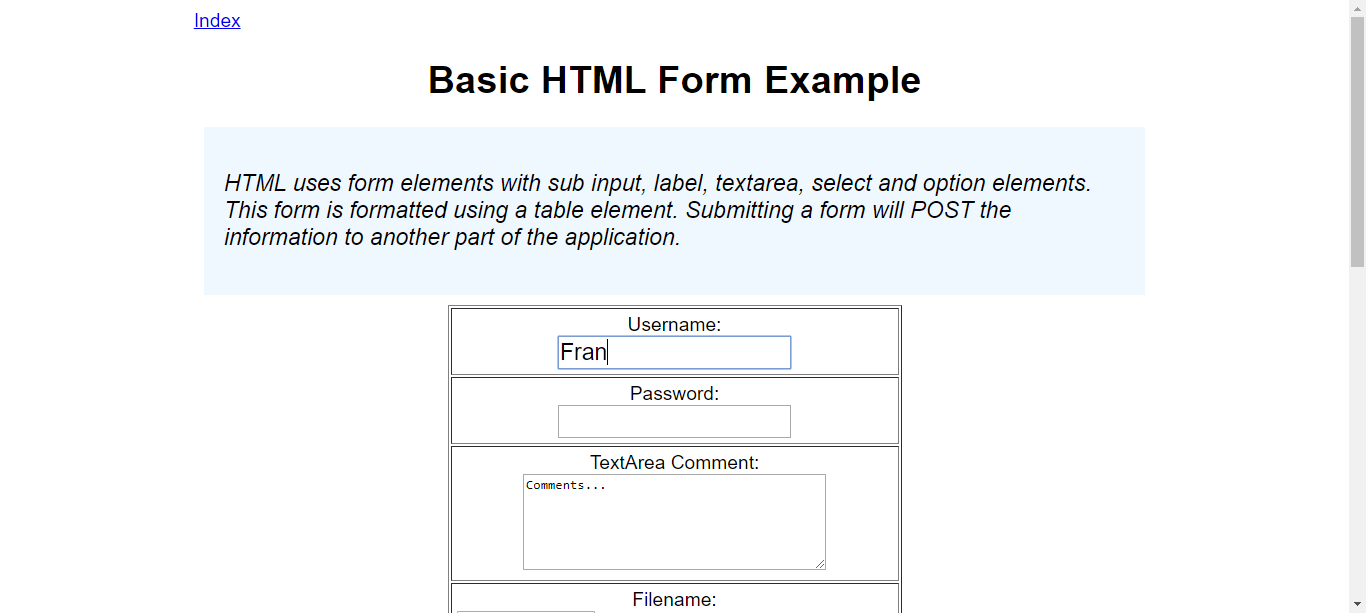 Index
Basic HTML Form Example
HTML uses form elements with sub input, label, textarea, select and option elements.
This form is formatted using a table element. Submitting a form will POST the
information to another part of the application.
Username:
Fran
Password:
TextArea Comment:
Comments...
Filename: